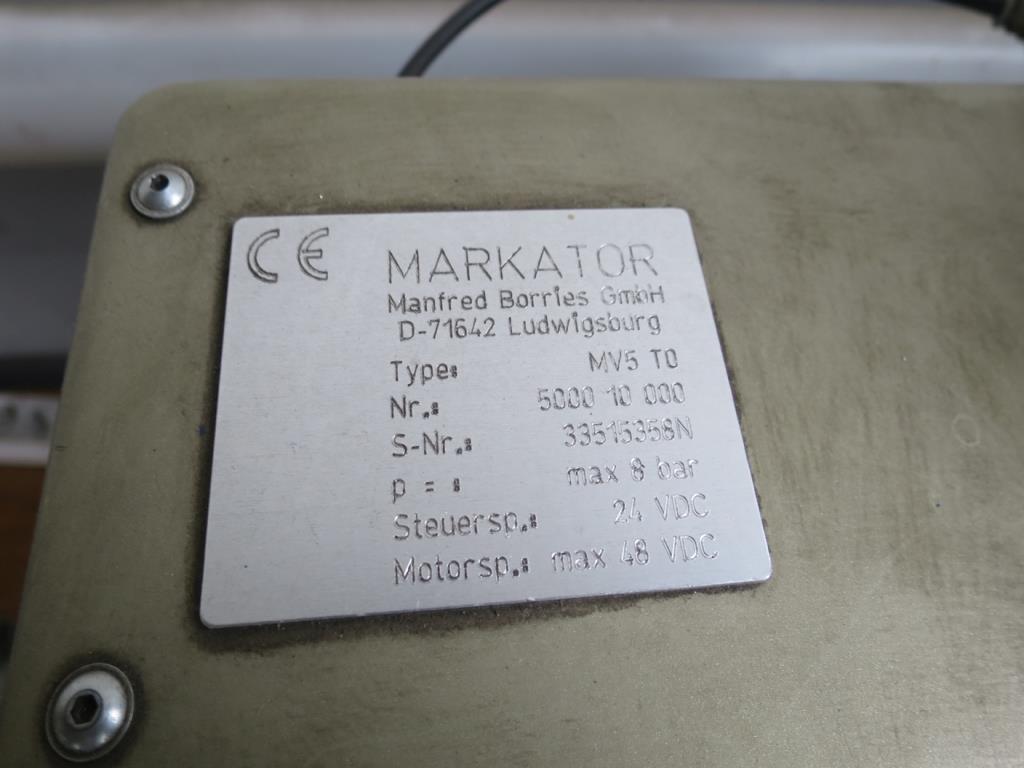 CE MARKATOR
Manfred Borries GmbH
D-71642 Ludwigsburg
Type: MV5 T0
Nr.: 5000 10 000
S-Nr.: 33515358N
p = : max 8 bar
Steuersp.: 24 VDC
Motorsp.: max 48 VDC